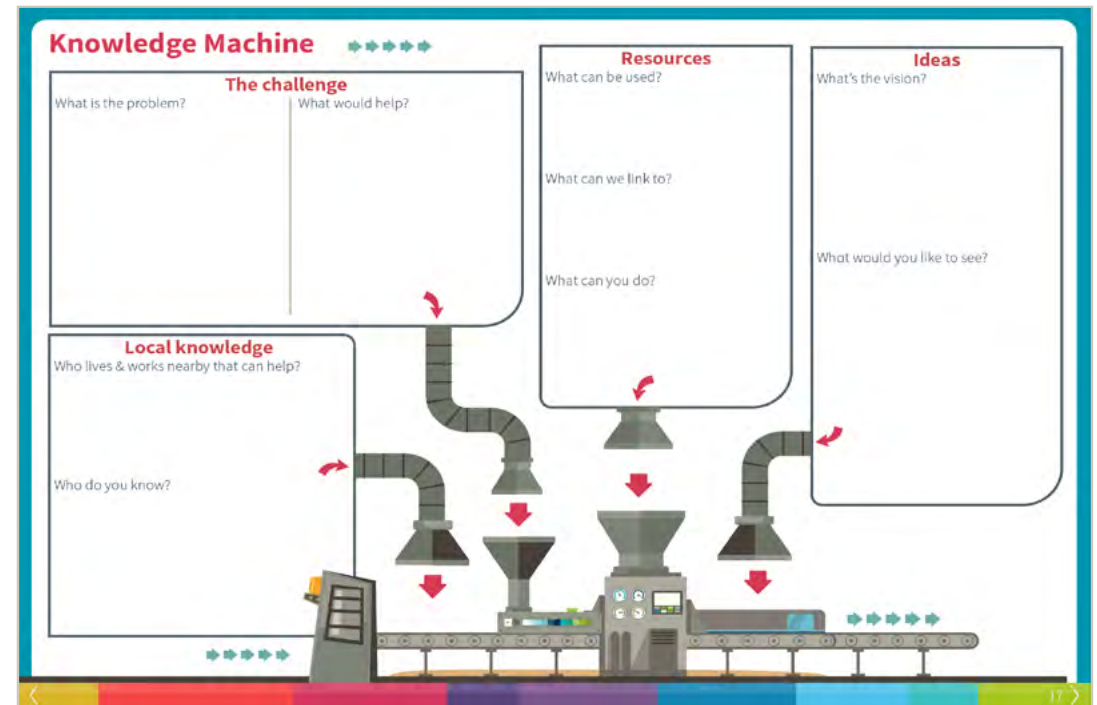 Knowledge Machine
The challenge
What is the problem?
What would help?
Resources
What can be used?
What can we link to?
What can you do?
Ideas
What's the vision?
What would you like to see?
Local knowledge
Who lives & works nearby that can help?
Who do you know?
17